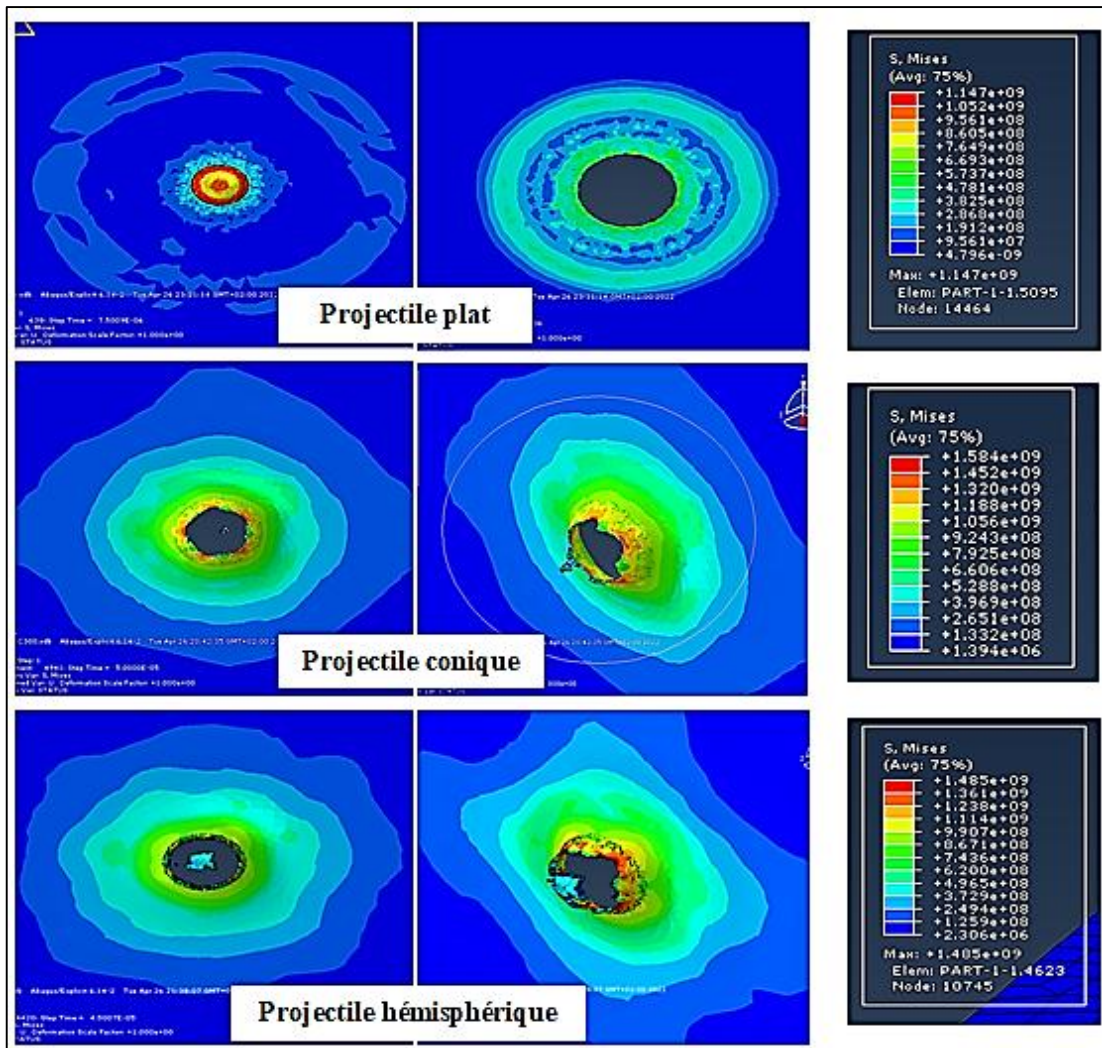 S, Mises
(Avg: 75%)
+1.147e+09
+1.052e+09
+9.561e+08
+8.605e+08
+7.649e+08
+6.693e+08
+5.737e+08
+4.781e+08
+3.825e+08
+2.868e+08
+1.912e+08
+9.561e+07
+4.796e-09
Max: +1.147e+09
Elem: PART-1-1.5095
Node: 14464
Projectile plat
S, Mises
(Avg: 75%)
+1.584e+09
+1.452e+09
+1.320e+09
+1.188e+09
+1.056e+09
+9.243e+08
+7.925e+08
+6.606e+08
+5.288e+08
+3.969e+08
+2.651e+08
+1.332e+08
+1.394e+06
Projectile conique
S, Mises
(Avg: 75%)
+1.485e+09
+1.361e+09
+1.238e+09
+1.114e+09
+9.907e+08
+8.671e+08
+7.436e+08
+6.200e+08
+4.965e+08
+3.729e+08
+2.494e+08
+1.259e+08
+2.306e+06
Max: +1.485e+09
Elem: PART-1-1.4623
Node: 10745
Projectile hémisphérique